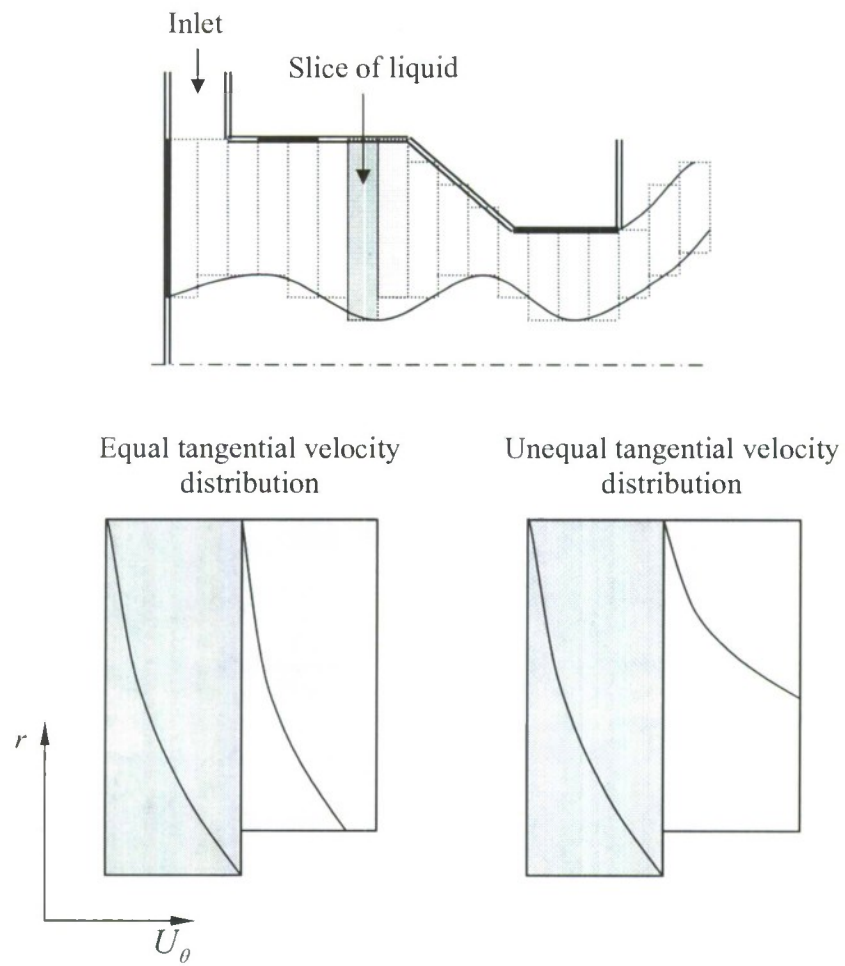 Inlet
Slice of liquid
Equal tangential velocity
distribution
Unequal tangential velocity
distribution
r
U_θ